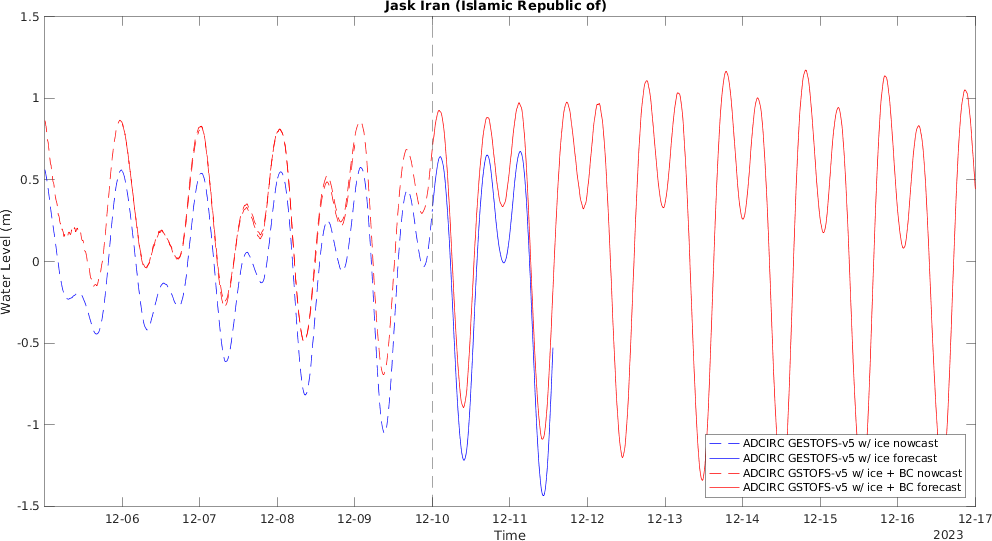 Jask Iran (Islamic Republic of)
1.5
1
0.5
0
-0.5
-1
-1.5
Water Level (m)
ADCIRC GESTOFS-v5 w/ ice nowcast
ADCIRC GESTOFS-v5 w/ ice forecast
ADCIRC GSTOFS-v5 w/ ice + BC nowcast
ADCIRC GSTOFS-v5 w/ ice + BC forecast
12-06 12-07 12-08 12-09 12-10 12-11 12-12 12-13 12-14 12-15 12-16 12-17
Time
2023